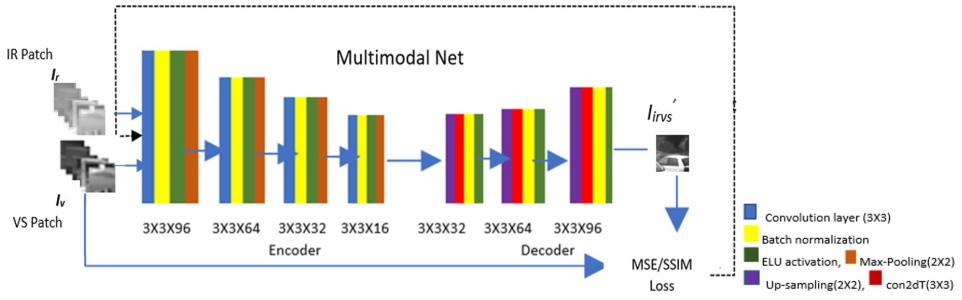 IR Patch
Ir
Multimodal Net
Iirvs′
Iv
VS Patch
3X3X96 3X3X64 3X3X32 3X3X16 3X3X32 3X3X64 3X3X96
Encoder Decoder
MSE/SSIM
Loss
Convolution layer (3X3)
Batch normalization
ELU activation, Max-Pooling(2X2)
Up-sampling(2X2), con2dT(3X3)